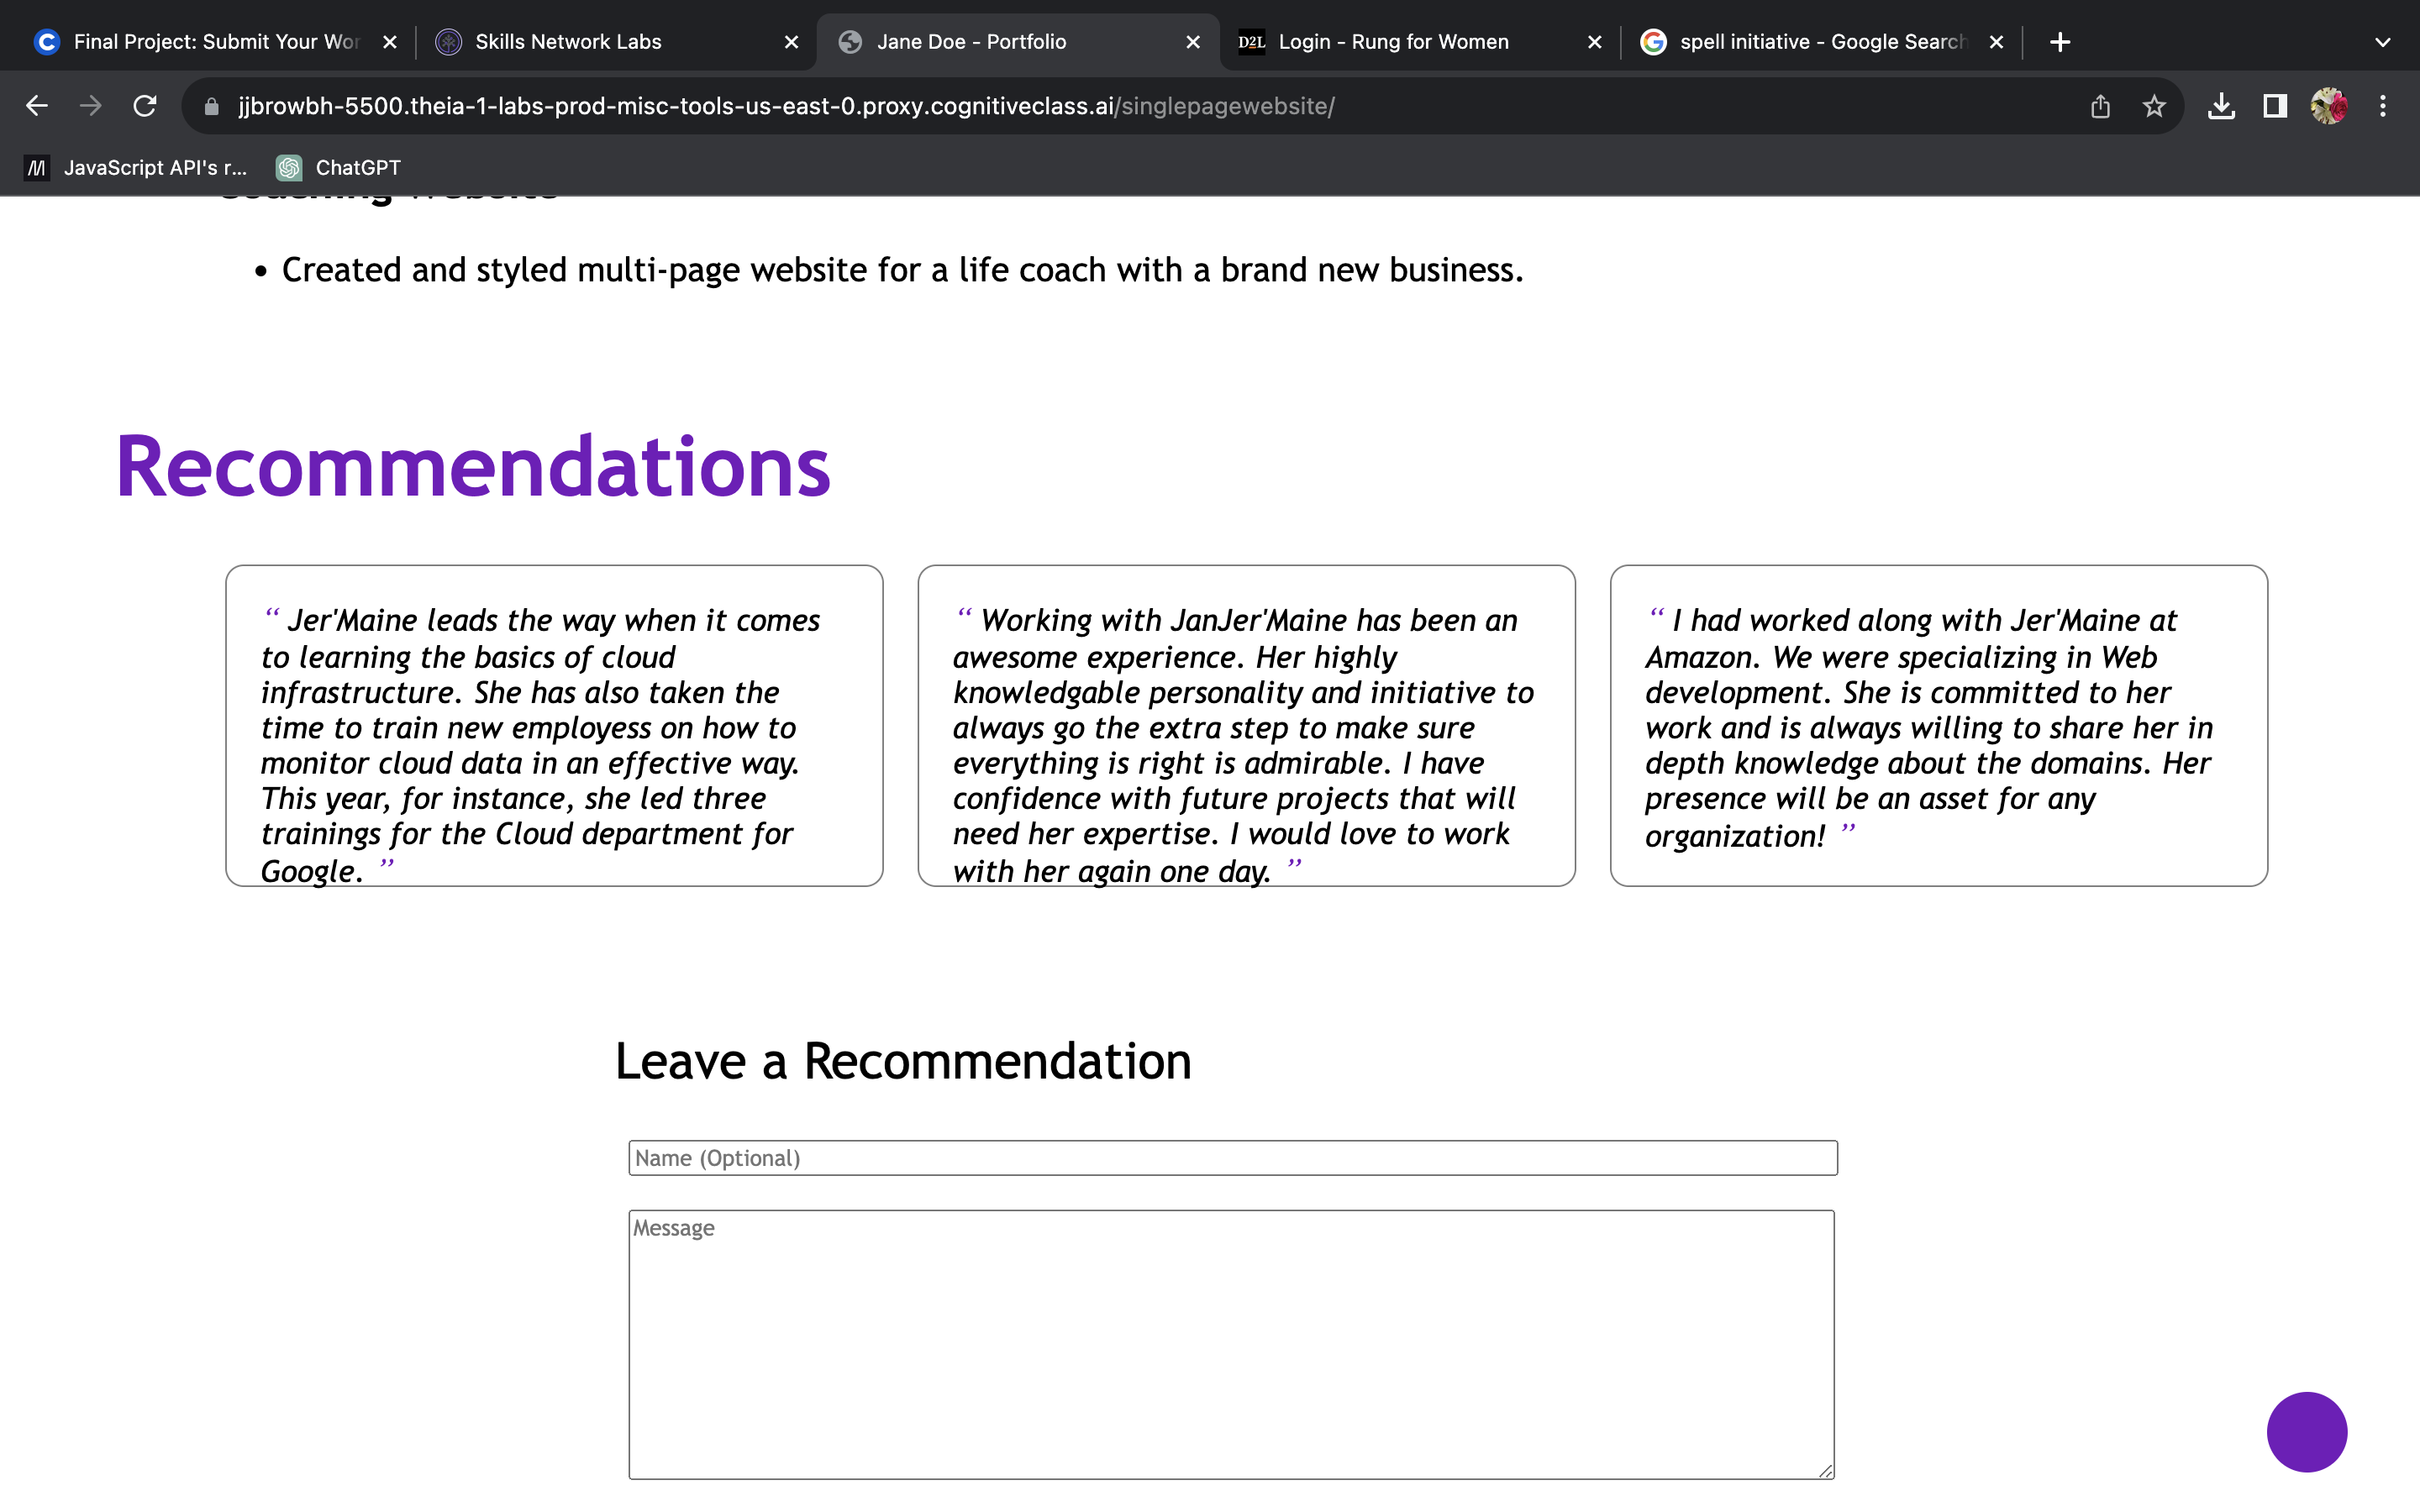 Final Project: Submit Your Wor
Skills Network Labs
Jane Doe - Portfolio
D2L Login - Rung for Women
spell initiative - Google Search
jjbrowbh-5500.theia-1-labs-prod-misc-tools-us-east-0.proxy.cognitiveclass.ai/singlepagewebsite/
JavaScript API's r...
ChatGPT
Coaching Website
• Created and styled multi-page website for a life coach with a brand new business.
Recommendations
“ Jer'Maine leads the way when it comes
to learning the basics of cloud
infrastructure. She has also taken the
time to train new employess on how to
monitor cloud data in an effective way.
This year, for instance, she led three
trainings for the Cloud department for
Google. ”
“ Working with JanJer'Maine has been an
awesome experience. Her highly
knowledgable personality and initiative to
always go the extra step to make sure
everything is right is admirable. I have
confidence with future projects that will
need her expertise. I would love to work
with her again one day. ”
“ I had worked along with Jer'Maine at
Amazon. We were specializing in Web
development. She is committed to her
work and is always willing to share her in
depth knowledge about the domains. Her
presence will be an asset for any
organization! ”
Leave a Recommendation
Name (Optional)
Message